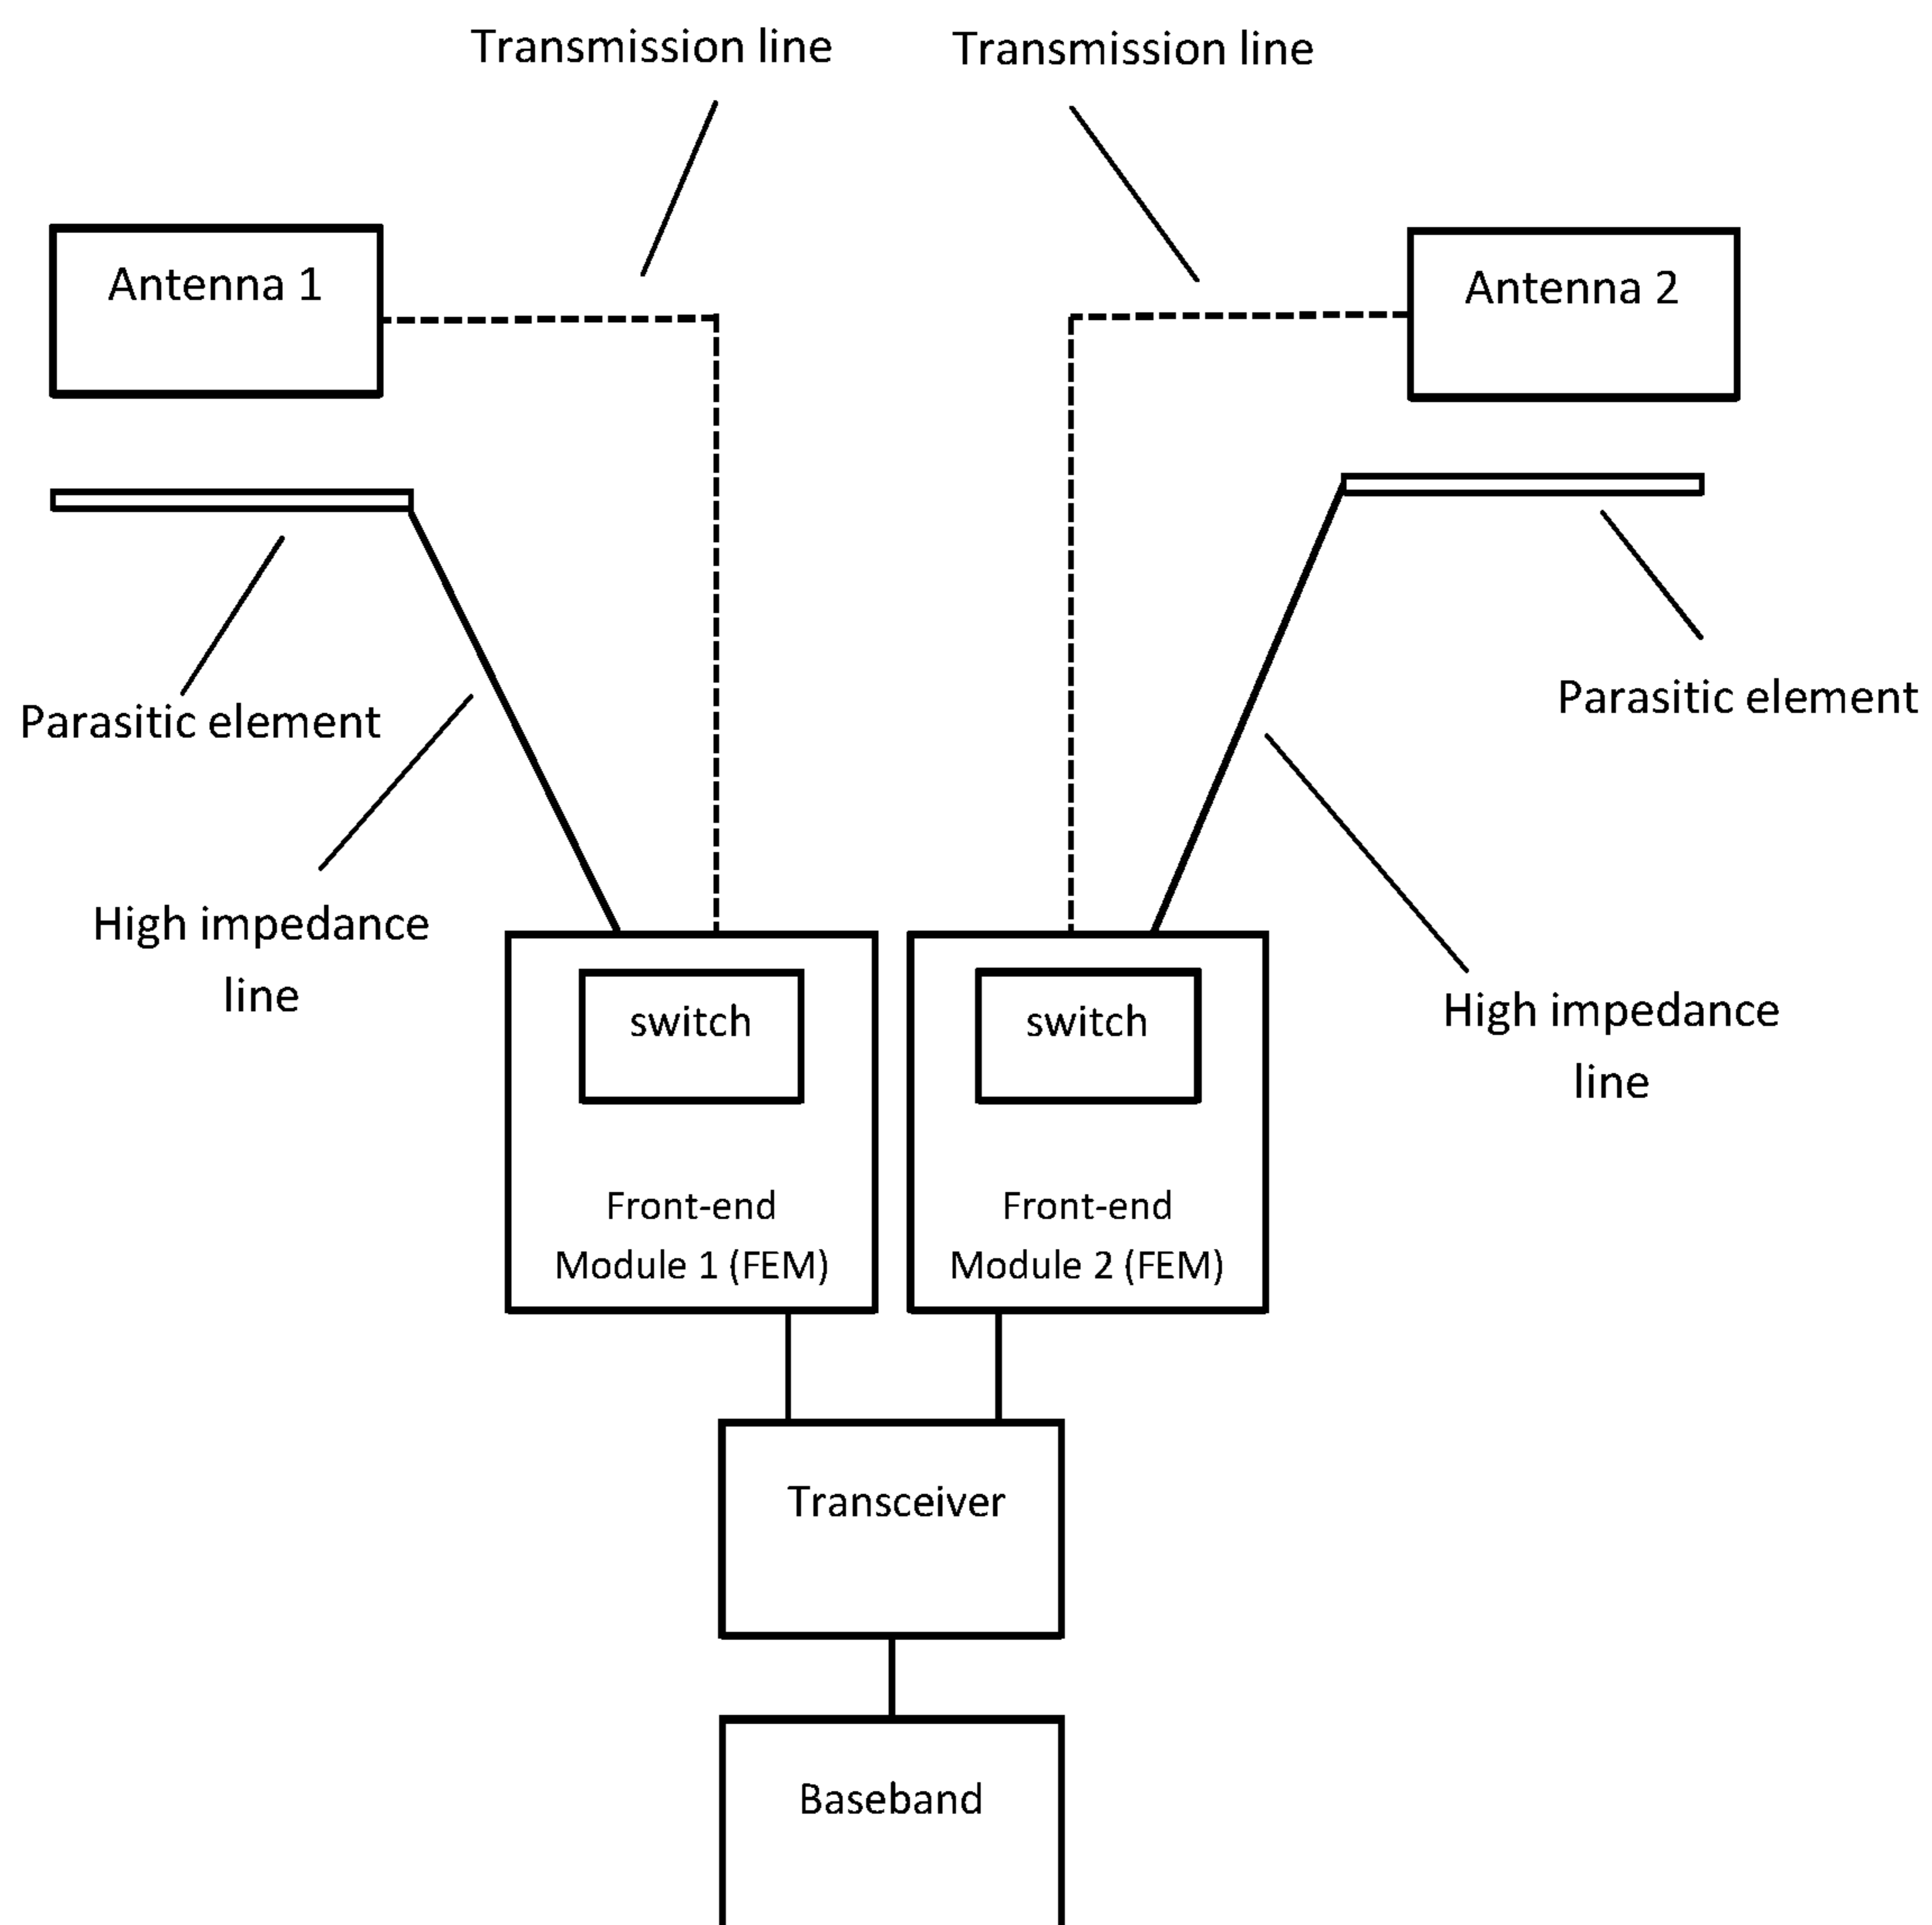 Transmission line
Transmission line
Antenna 1
Antenna 2
Parasitic element
Parasitic element
High impedance
line
High impedance
line
switch
switch
Front-end
Module 1 (FEM)
Front-end
Module 2 (FEM)
Transceiver
Baseband